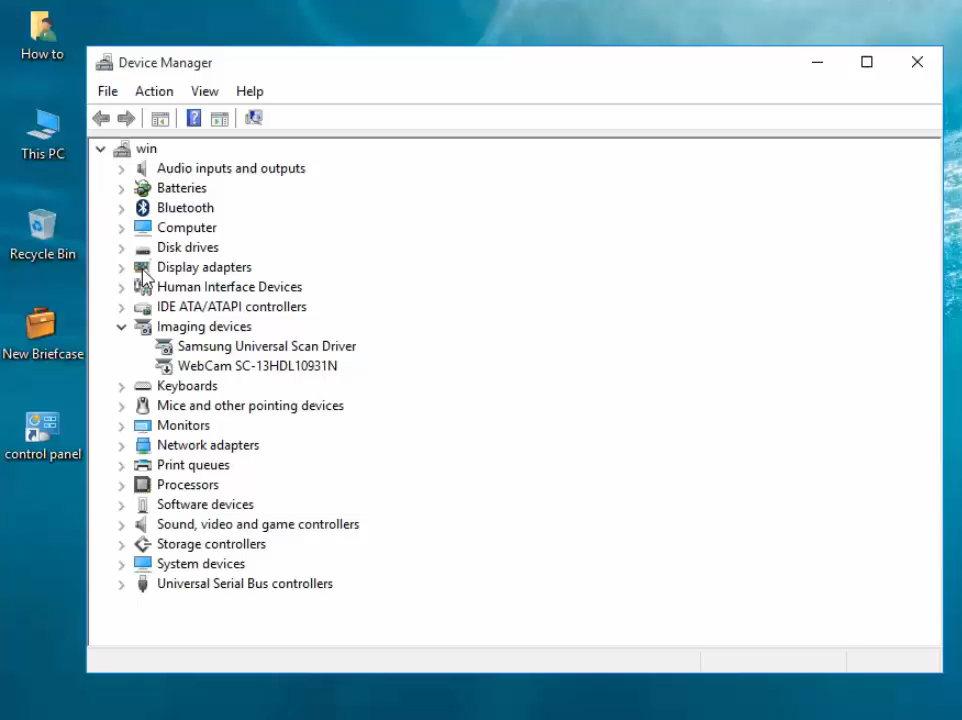 How to
This PC
Recycle Bin
New Briefcase
control panel
Device Manager
File Action View Help
win
Audio inputs and outputs
Batteries
Bluetooth
Computer
Disk drives
Display adapters
Human Interface Devices
IDE ATA/ATAPI controllers
Imaging devices
Samsung Universal Scan Driver
WebCam SC-13HDL10931N
Keyboards
Mice and other pointing devices
Monitors
Network adapters
Print queues
Processors
Software devices
Sound, video and game controllers
Storage controllers
System devices
Universal Serial Bus controllers